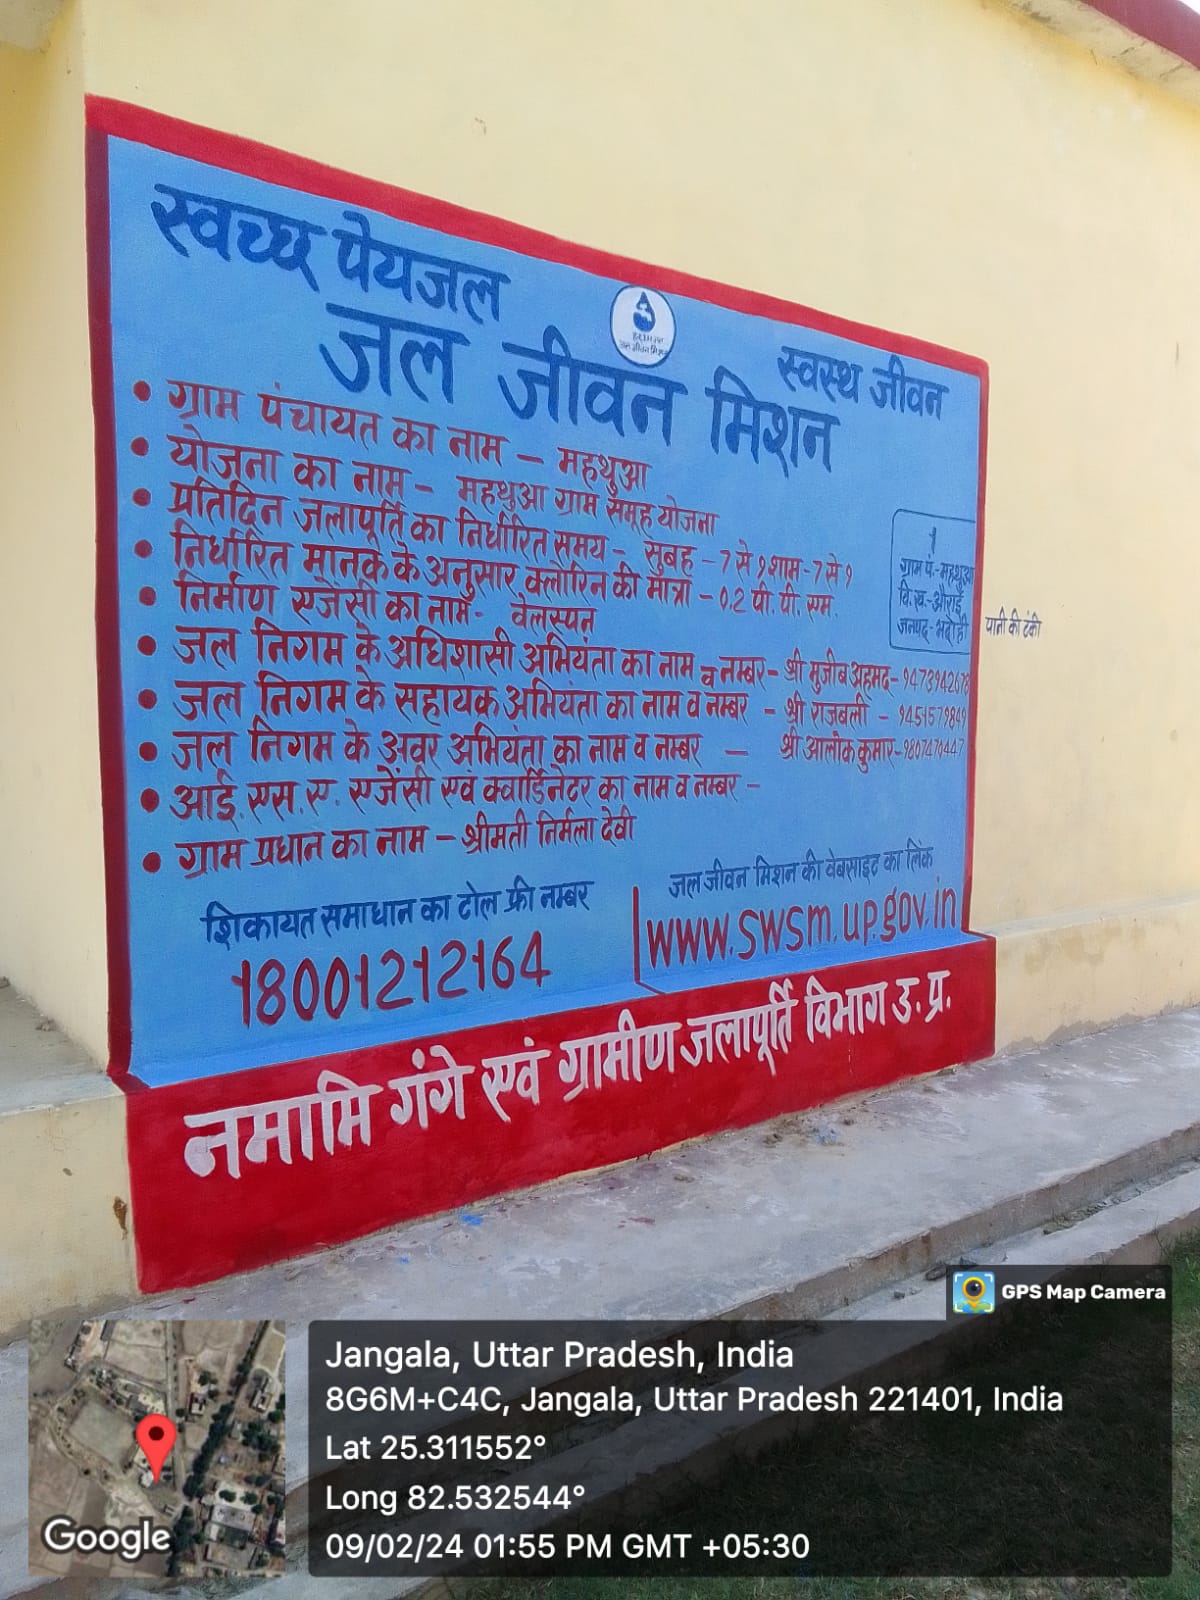 स्वच्छ पेयजल
स्वस्थ जीवन
जल जीवन मिशन
• ग्राम पंचायत का नाम – महथुआ
• योजना का नाम – महथुआ ग्राम समूह योजना
• प्रतिदिन जलापूर्ति का निर्धारित समय – सुबह – 7 से 9 शाम – 7 से 9
• निर्धारित मानक के अनुसार क्लोरिन की मात्रा – 0.2 पी. पी. एम.
• निर्माण एजेंसी का नाम – वेलस्पन
• जल निगम के अधिशासी अभियंता का नाम व नम्बर – श्री मुजीब अहमद – 9473942678
• जल निगम के सहायक अभियंता का नाम व नम्बर – श्री राजबली – 9454579849
• जल निगम के अवर अभियंता का नाम व नम्बर – श्री आलोक कुमार –
• आई. एस. ए. एजेंसी एवं क्वार्डिनेटर का नाम व नम्बर –
• ग्राम प्रधान का नाम – श्रीमती निर्मला देवी
1
ग्राम पं.-महथुआ
वि. ख.-औराई
जनपद-भदोही
पानी की टंकी
शिकायत समाधान का टोल फ्री नम्बर
18001212164
जल जीवन मिशन की वेबसाइट का लिंक
www.swsm.up.gov.in
नमामि गंगे एवं ग्रामीण जलापूर्ति विभाग उ. प्र.
GPS Map Camera
Jangala, Uttar Pradesh, India
8G6M+C4C, Jangala, Uttar Pradesh 221401, India
Lat 25.311552°
Long 82.532544°
09/02/24 01:55 PM GMT +05:30
Google